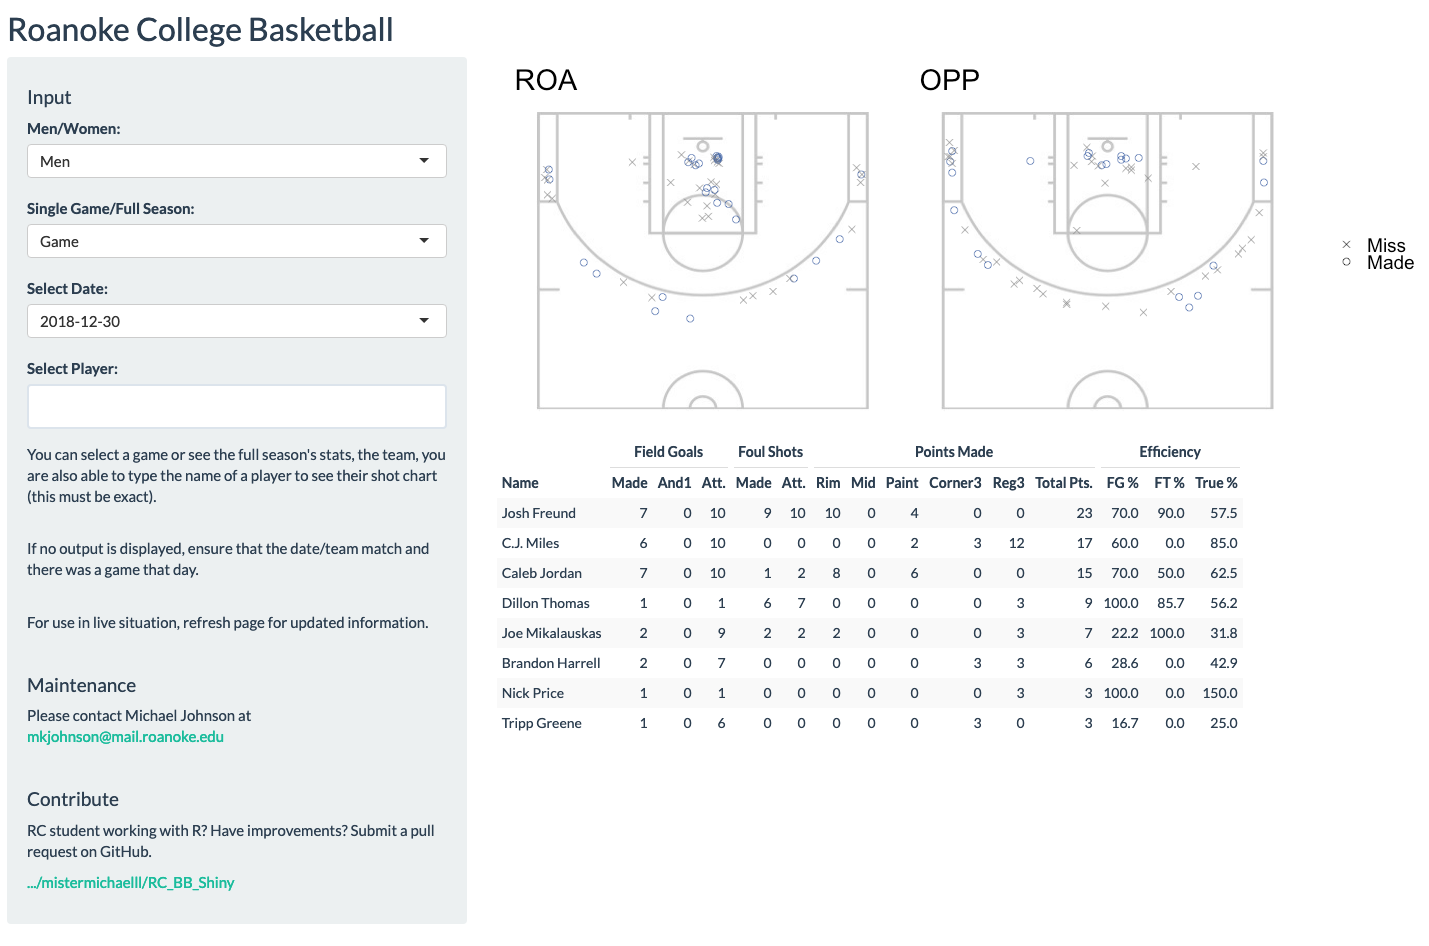 Roanoke College Basketball
Input
Men/Women:
Men
Single Game/Full Season:
Game
Select Date:
2018-12-30
Select Player:
You can select a game or see the full season's stats, the team, you
are also able to type the name of a player to see their shot chart
(this must be exact).
If no output is displayed, ensure that the date/team match and
there was a game that day.
For use in live situation, refresh page for updated information.
Maintenance
Please contact Michael Johnson at
mkjohnson@mail.roanoke.edu
Contribute
RC student working with R? Have improvements? Submit a pull
request on GitHub.
.../mistermichaelll/RC_BB_Shiny
ROA
OPP
Miss
Made
Field Goals Foul Shots Points Made Efficiency
Name Made And1 Att. Made Att. Rim Mid Paint Corner3 Reg3 Total Pts. FG % FT % True %
Josh Freund 7 0 10 9 10 10 0 4 0 0 23 70.0 90.0 57.5
C.J. Miles 6 0 10 0 0 0 0 2 3 12 17 60.0 0.0 85.0
Caleb Jordan 7 0 10 1 2 8 0 6 0 0 15 70.0 50.0 62.5
Dillon Thomas 1 0 1 6 7 0 0 0 0 3 9 100.0 85.7 56.2
Joe Mikalauskas 2 0 9 2 2 2 0 0 0 3 7 22.2 100.0 31.8
Brandon Harrell 2 0 7 0 0 0 0 0 3 3 6 28.6 0.0 42.9
Nick Price 1 0 1 0 0 0 0 0 0 3 3 100.0 0.0 150.0
Tripp Greene 1 0 6 0 0 0 0 0 3 0 3 16.7 0.0 25.0